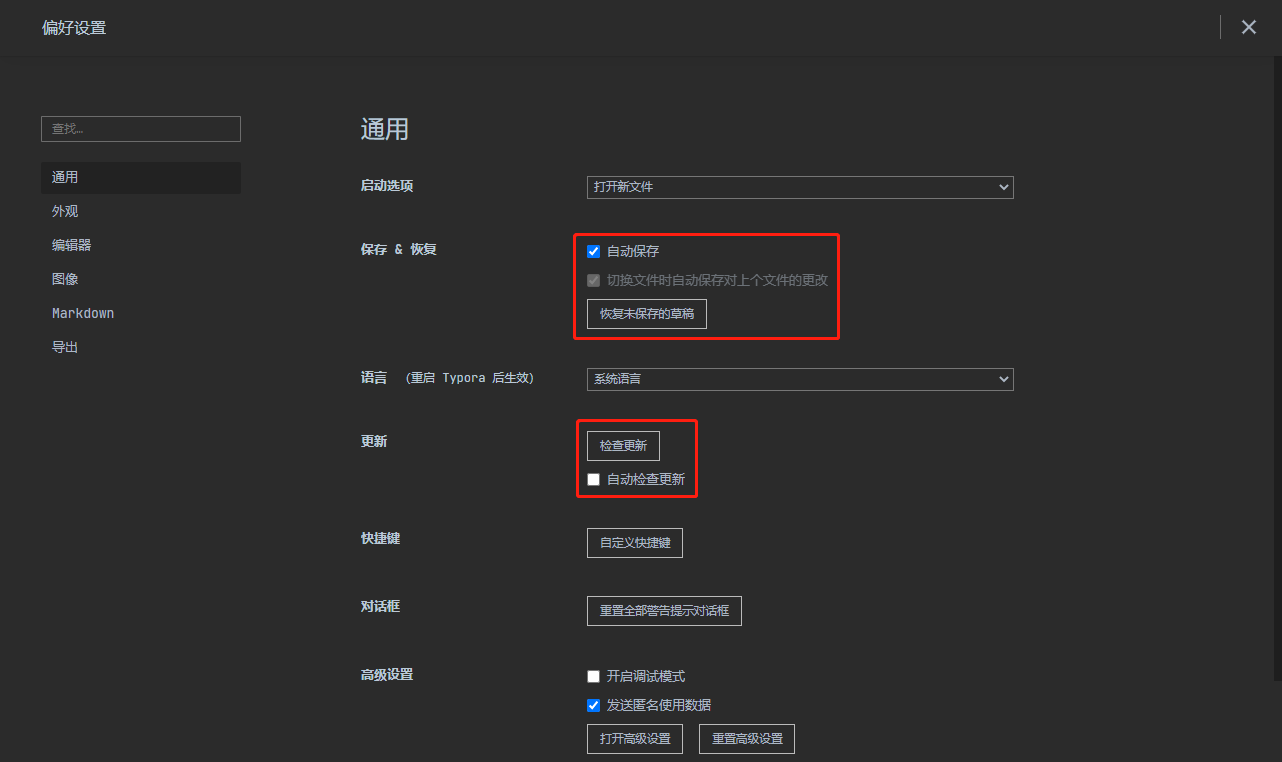 偏好设置
查找…
通用
外观
编辑器
图像
Markdown
导出
通用
启动选项
打开新文件
保存 & 恢复
自动保存
切换文件时自动保存对上个文件的更改
恢复未保存的草稿
语言 (重启 Typora 后生效)
系统语言
更新
检查更新
自动检查更新
快捷键
自定义快捷键
对话框
重置全部警告提示对话框
高级设置
开启调试模式
发送匿名使用数据
打开高级设置 重置高级设置